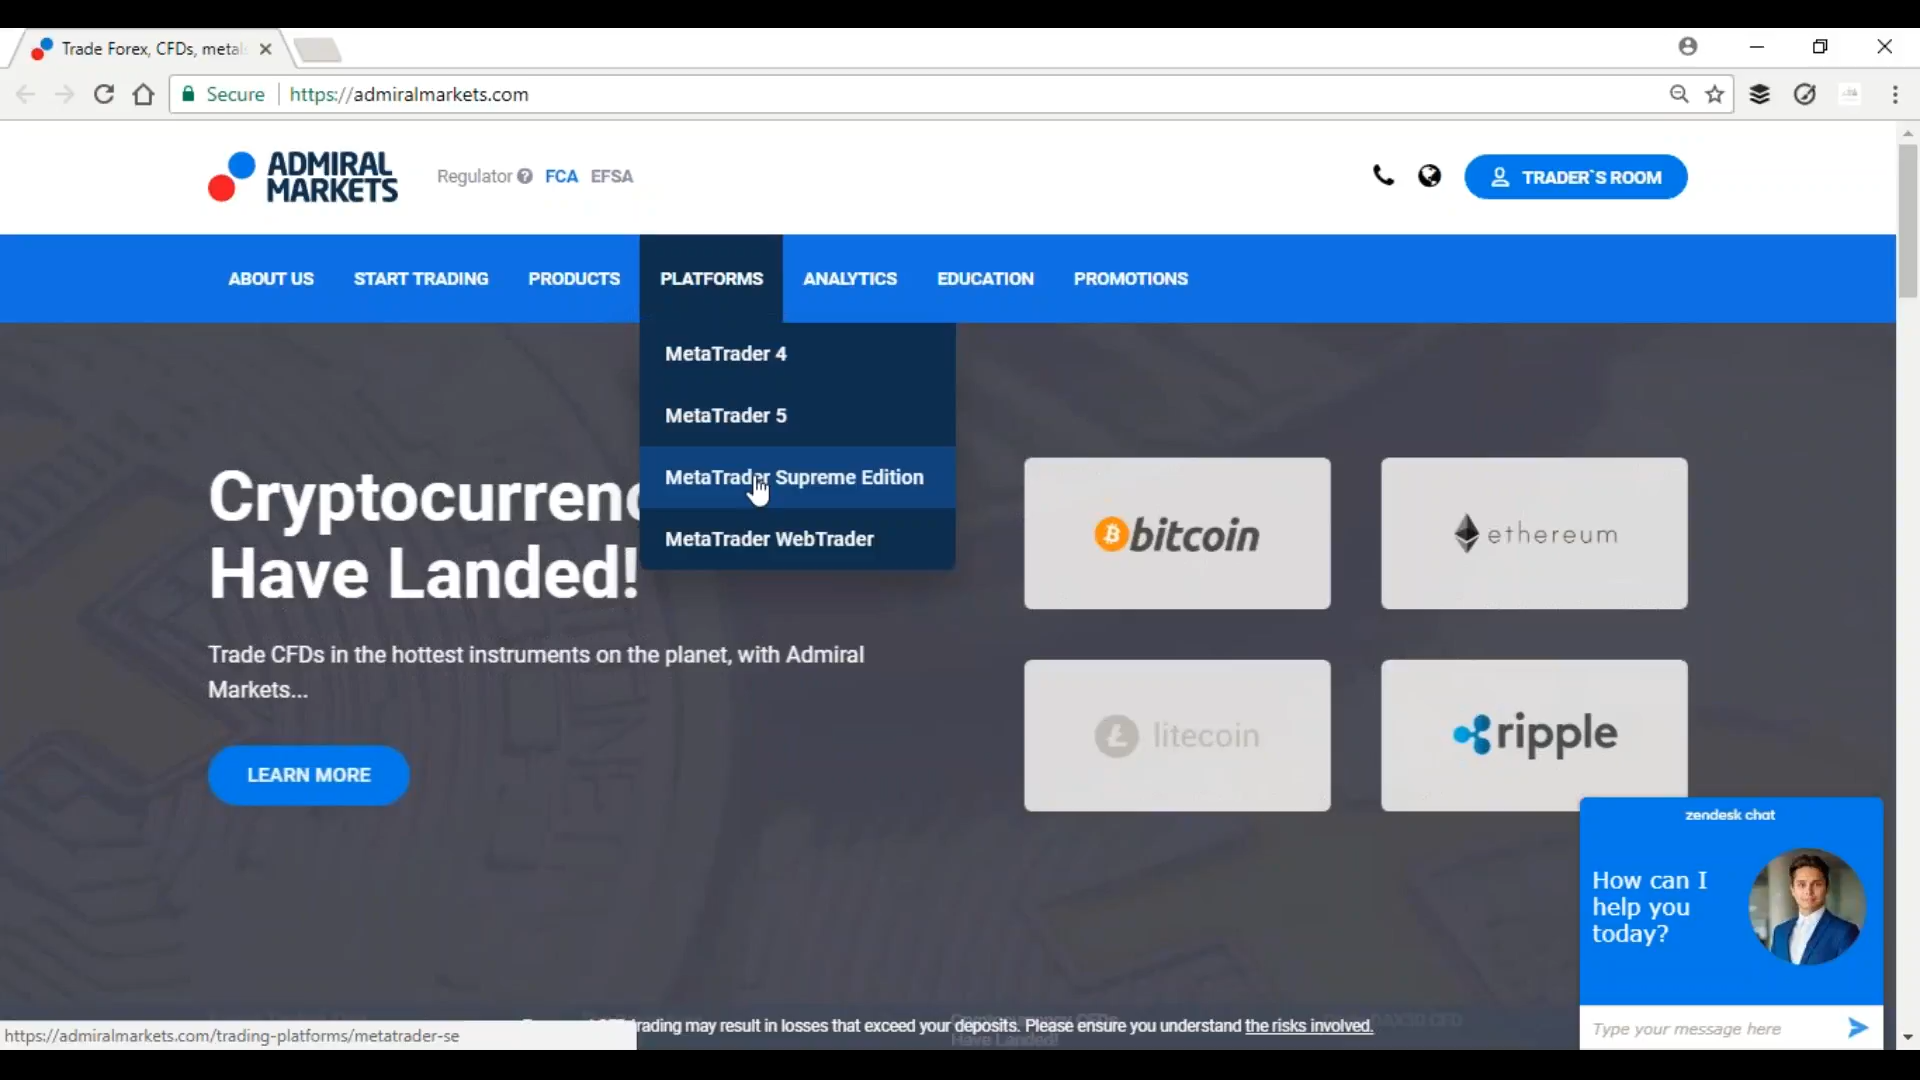 Trade Forex, CFDs, metal
Secure
https://admiralmarkets.com
ADMIRAL
MARKETS
Regulator ? FCA EFSA
TRADER`S ROOM
ABOUT US
START TRADING
PRODUCTS
PLATFORMS
ANALYTICS
EDUCATION
PROMOTIONS
MetaTrader 4
MetaTrader 5
MetaTrader Supreme Edition
MetaTrader WebTrader
Cryptocurren
Have Landed!
Trade CFDs in the hottest instruments on the planet, with Admiral
Markets...
LEARN MORE
bitcoin
ethereum
litecoin
ripple
zendesk chat
How can I
help you
today?
Type your message here
trading may result in losses that exceed your deposits. Please ensure you understand the risks involved.
Have Landed!
https://admiralmarkets.com/trading-platforms/metatrader-se